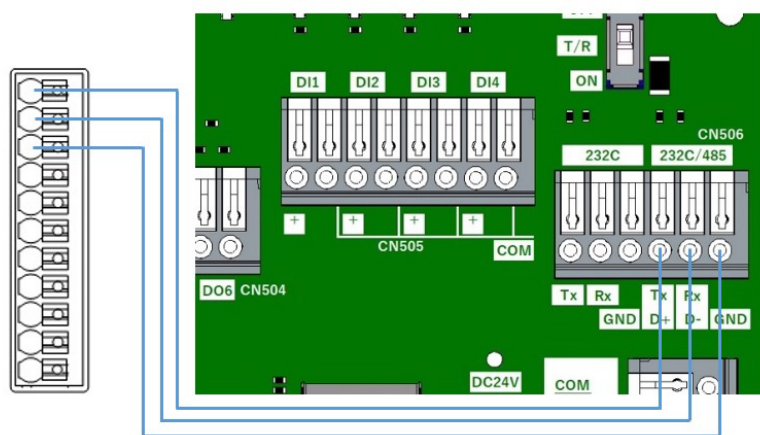 T/R
ON
DI1 DI2 DI3 DI4
CN506
232C 232C/485
+ + + +
CN505
COM
DO6 CN504
Tx Rx Tx Rx
GND D+ D- GND
DC24V
COM